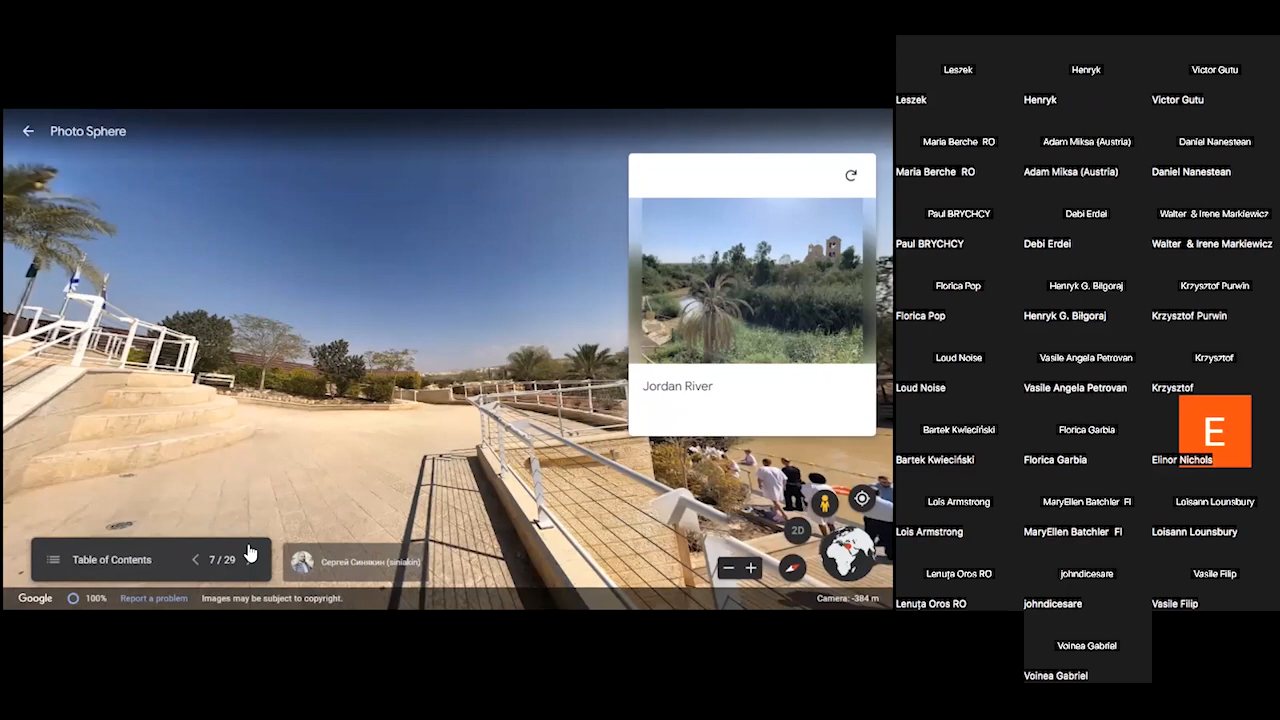 Photo Sphere
Jordan River
2D
Table of Contents
7 / 29
Сергей Синякин (siniakin)
Google
100%
Report a problem
Images may be subject to copyright.
Camera: -384 m
Leszek
Henryk
Victor Gutu
Leszek
Henryk
Victor Gutu
Maria Berche RO
Adam Miksa (Austria)
Daniel Nanestean
Maria Berche RO
Adam Miksa (Austria)
Daniel Nanestean
Paul BRYCHCY
Debi Erdei
Walter & Irene Markiewicz
Paul BRYCHCY
Debi Erdei
Walter & Irene Markiewicz
Florica Pop
Henryk G. Biłgoraj
Krzysztof Purwin
Florica Pop
Henryk G. Biłgoraj
Krzysztof Purwin
Loud Noise
Vasile Angela Petrovan
Krzysztof
Loud Noise
Vasile Angela Petrovan
Krzysztof
Bartek Kwieciński
Florica Garbia
E
Bartek Kwieciński
Florica Garbia
Elinor Nichols
Lois Armstrong
MaryEllen Batchler Fl
Loisann Lounsbury
Lois Armstrong
MaryEllen Batchler Fl
Loisann Lounsbury
Lenuța Oros RO
johndicesare
Vasile Filip
Lenuța Oros RO
johndicesare
Vasile Filip
Voinea Gabriel
Voinea Gabriel